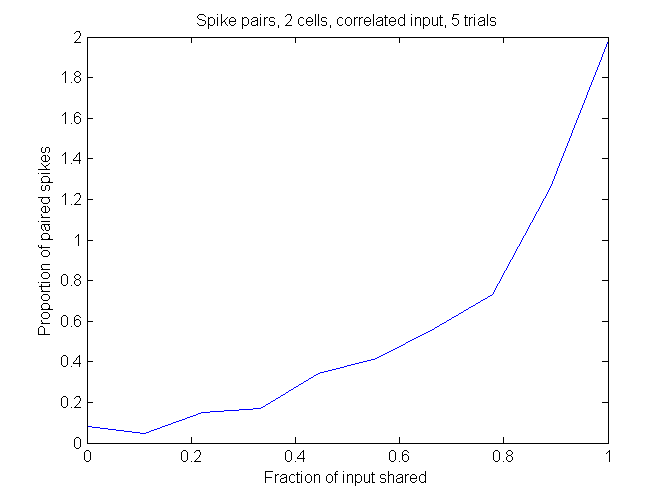 Spike pairs, 2 cells, correlated input, 5 trials
2
1.8
1.6
1.4
1.2
1
0.8
0.6
0.4
0.2
0
Proportion of paired spikes
0 0.2 0.4 0.6 0.8 1
Fraction of input shared